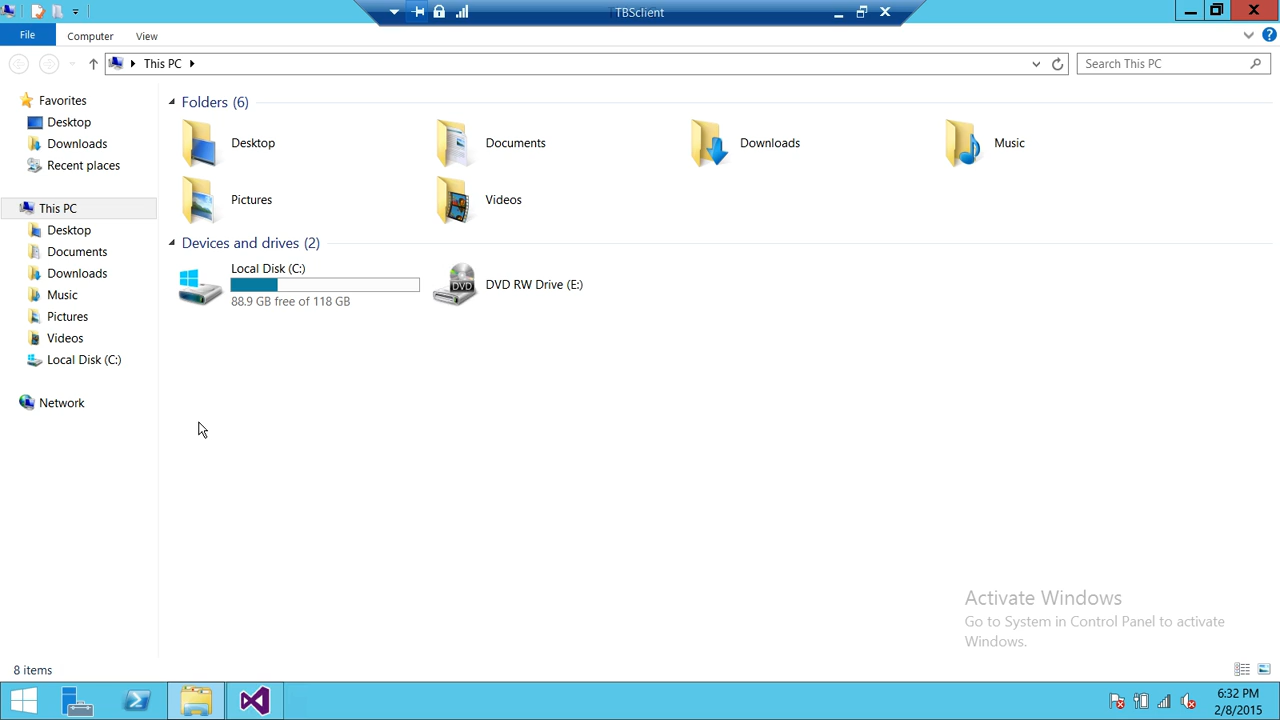 TBSclient
File
Computer
View
This PC
Search This PC
Favorites
Desktop
Downloads
Recent places
This PC
Desktop
Documents
Downloads
Music
Pictures
Videos
Local Disk (C:)
Network
Folders (6)
Desktop
Documents
Downloads
Music
Pictures
Videos
Devices and drives (2)
Local Disk (C:)
88.9 GB free of 118 GB
DVD
DVD RW Drive (E:)
Activate Windows
Go to System in Control Panel to activate
Windows.
8 items
6:32 PM
2/8/2015